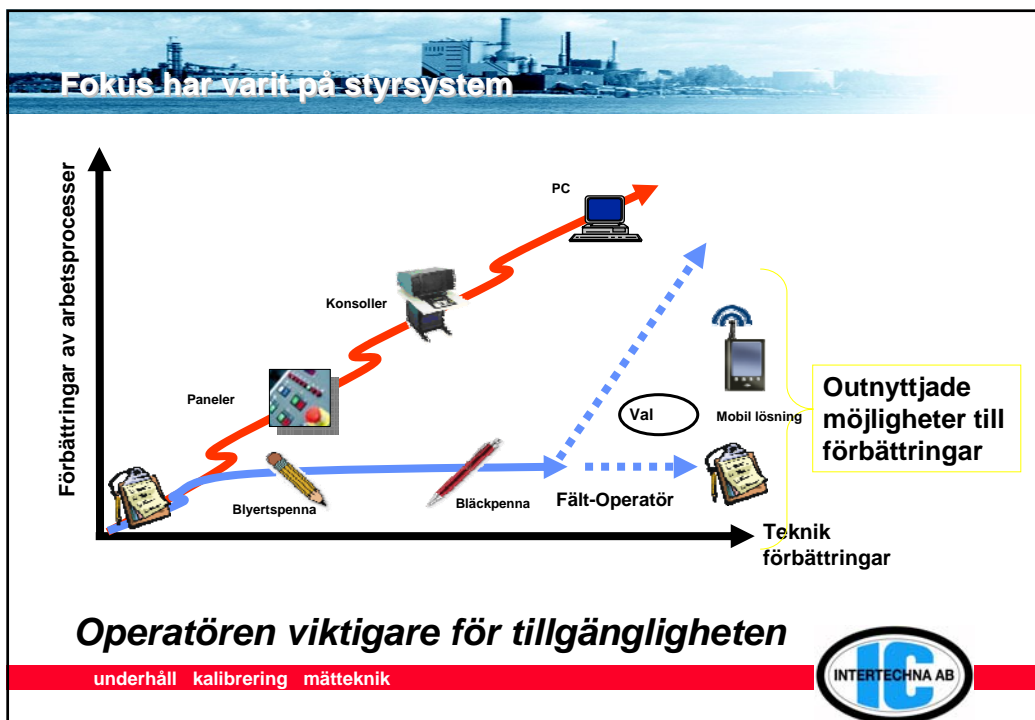 Fokus har varit på styrsystem
Förbättringar av arbetsprocesser
PC
Konsoller
Paneler
Val
Mobil lösning
Outnyttjade
möjligheter till
förbättringar
Blyertspenna
Bläckpenna
Fält-Operatör
Teknik
förbättringar
Operatören viktigare för tillgängligheten
underhåll kalibrering mätteknik
IC
INTERTECHNA AB